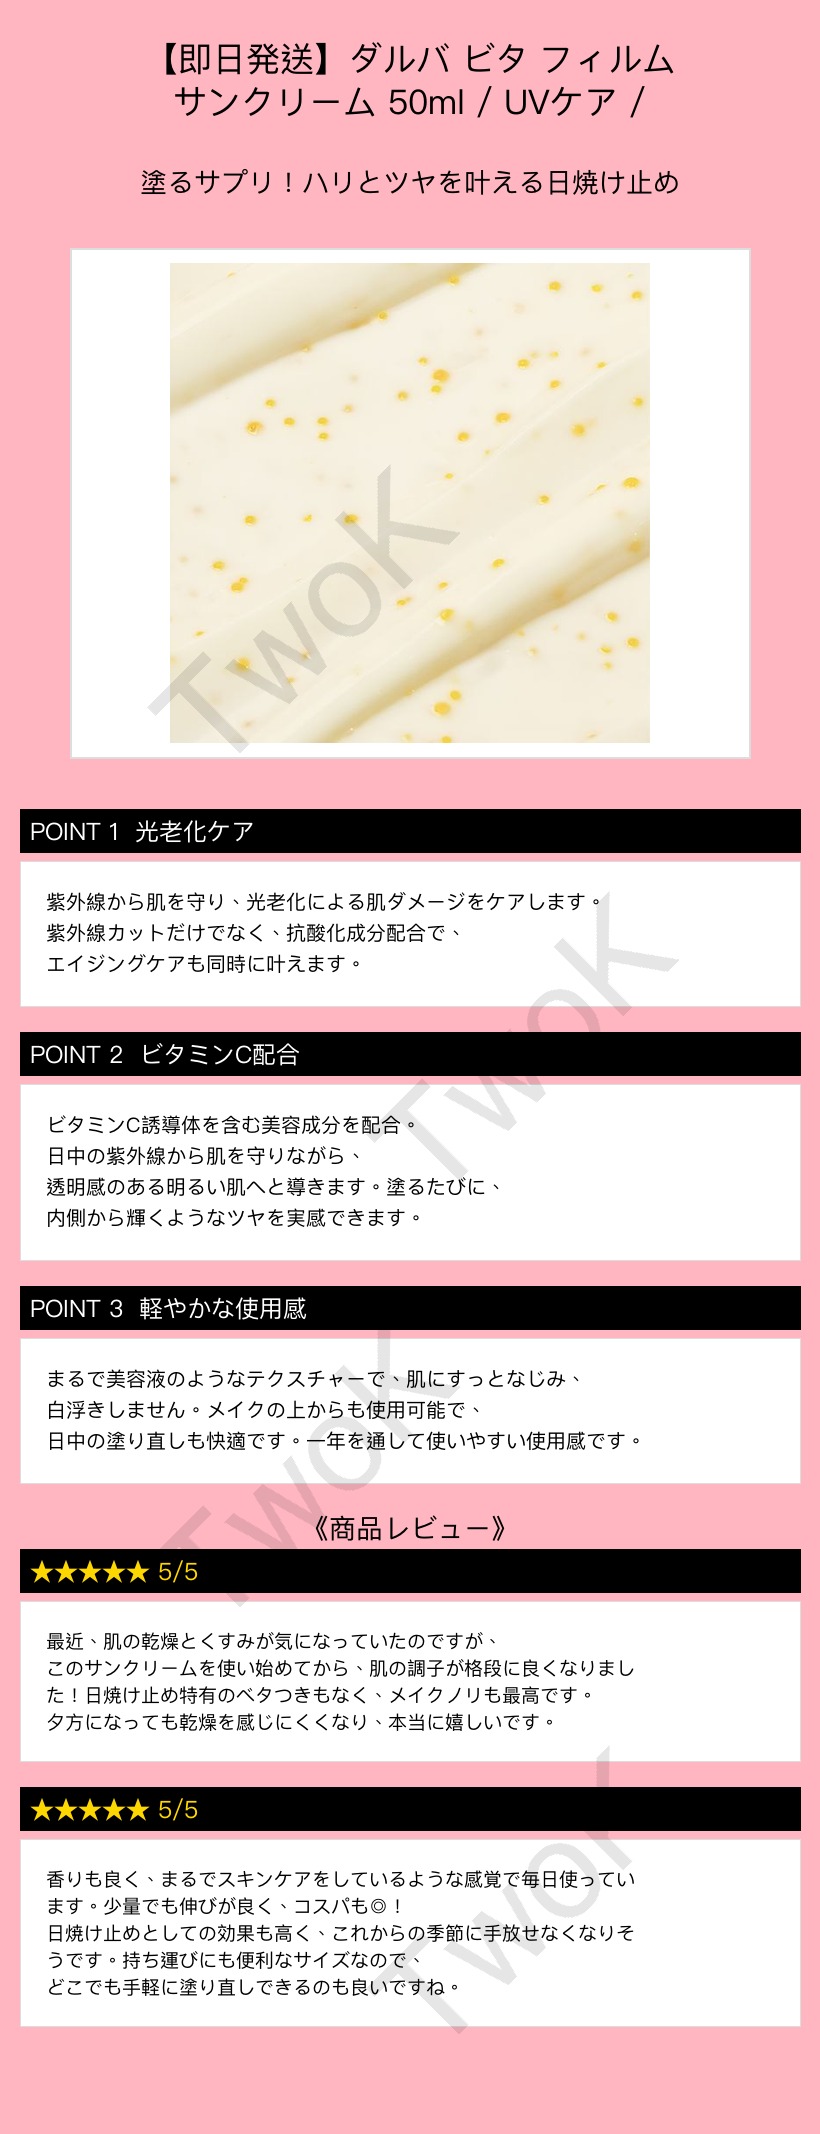 【即日発送】ダルバ ビタ フィルム
サンクリーム 50ml / UVケア /
塗るサプリ！ハリとツヤを叶える日焼け止め
TwoK
POINT 1 光老化ケア
紫外線から肌を守り、光老化による肌ダメージをケアします。
紫外線カットだけでなく、抗酸化成分配合で、
エイジングケアも同時に叶えます。
TwoK
POINT 2 ビタミンC配合
ビタミンC誘導体を含む美容成分を配合。
日中の紫外線から肌を守りながら、
透明感のある明るい肌へと導きます。塗るたびに、
内側から輝くようなツヤを実感できます。
POINT 3 軽やかな使用感
まるで美容液のようなテクスチャーで、肌にすっとなじみ、
白浮きしません。メイクの上からも使用可能で、
日中の塗り直しも快適です。一年を通して使いやすい使用感です。
TwoK
《商品レビュー》
★★★★★ 5/5
最近、肌の乾燥とくすみが気になっていたのですが、
このサンクリームを使い始めてから、肌の調子が格段に良くなりまし
た！日焼け止め特有のベタつきもなく、メイクノリも最高です。
夕方になっても乾燥を感じにくくなり、本当に嬉しいです。
★★★★★ 5/5
香りも良く、まるでスキンケアをしているような感覚で毎日使ってい
ます。少量でも伸びが良く、コスパも◎！
日焼け止めとしての効果も高く、これからの季節に手放せなくなりそ
うです。持ち運びにも便利なサイズなので、
どこでも手軽に塗り直しできるのも良いですね。
TwoK